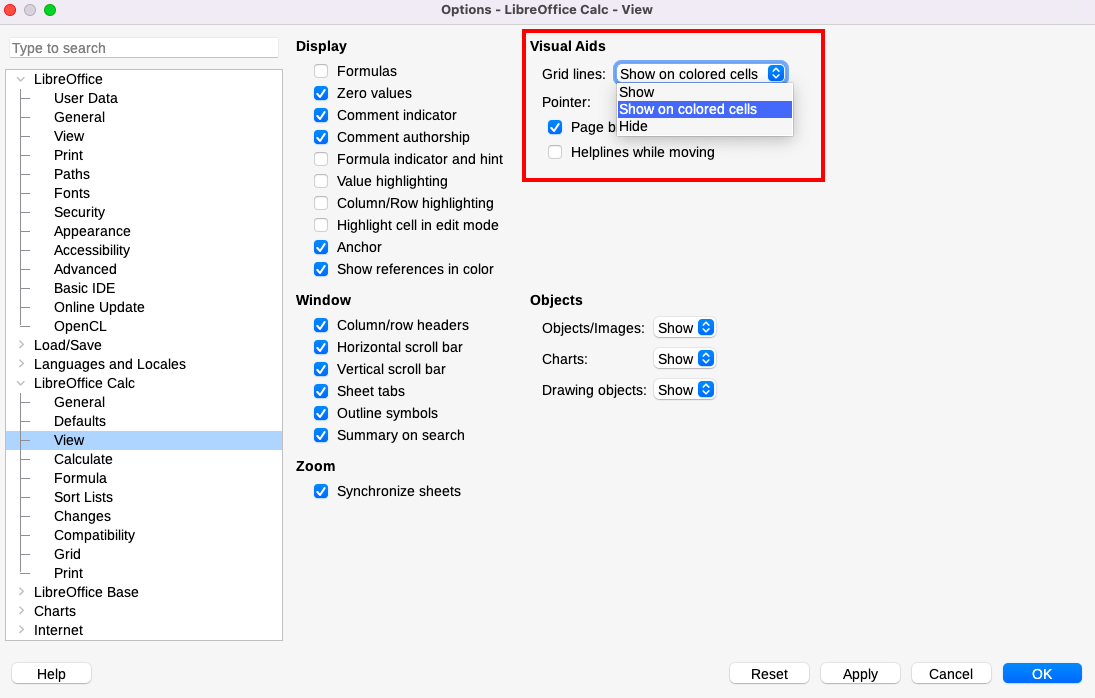 Options - LibreOffice Calc - View
Type to search
LibreOffice
User Data
General
View
Print
Paths
Fonts
Security
Appearance
Accessibility
Advanced
Basic IDE
Online Update
OpenCL
Load/Save
Languages and Locales
LibreOffice Calc
General
Defaults
View
Calculate
Formula
Sort Lists
Changes
Compatibility
Grid
Print
LibreOffice Base
Charts
Internet
Display
Formulas
Zero values
Comment indicator
Comment authorship
Formula indicator and hint
Value highlighting
Column/Row highlighting
Highlight cell in edit mode
Anchor
Show references in color
Window
Column/row headers
Horizontal scroll bar
Vertical scroll bar
Sheet tabs
Outline symbols
Summary on search
Zoom
Synchronize sheets
Visual Aids
Grid lines: Show on colored cells
Show
Pointer:
Show on colored cells
Page b
Hide
Helplines while moving
Objects
Objects/Images: Show
Charts: Show
Drawing objects: Show
Help
Reset
Apply
Cancel
OK